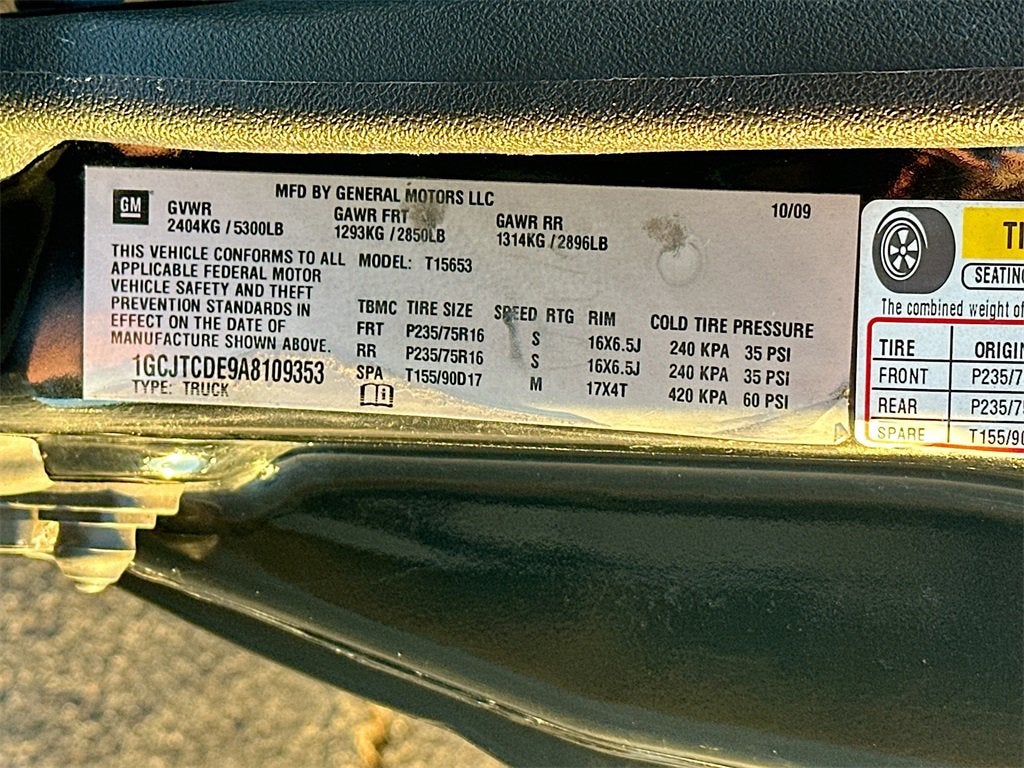 GM
MFD BY GENERAL MOTORS LLC
10/09
GVWR GAWR FRT GAWR RR
2404KG / 5300LB 1293KG / 2850LB 1314KG / 2896LB
THIS VEHICLE CONFORMS TO ALL
APPLICABLE FEDERAL MOTOR
VEHICLE SAFETY AND THEFT
PREVENTION STANDARDS IN
EFFECT ON THE DATE OF
MANUFACTURE SHOWN ABOVE.
1GCJTCDE9A8109353
TYPE: TRUCK
MODEL: T15653
TBMC TIRE SIZE SPEED RTG RIM COLD TIRE PRESSURE
FRT P235/75R16 S 16X6.5J 240 KPA 35 PSI
RR P235/75R16 S 16X6.5J 240 KPA 35 PSI
SPA T155/90D17 M 17X4T 420 KPA 60 PSI
TI
SEATING
The combined weight of
TIRE ORIGIN
FRONT P235/7
REAR P235/75
SPARE T155/90